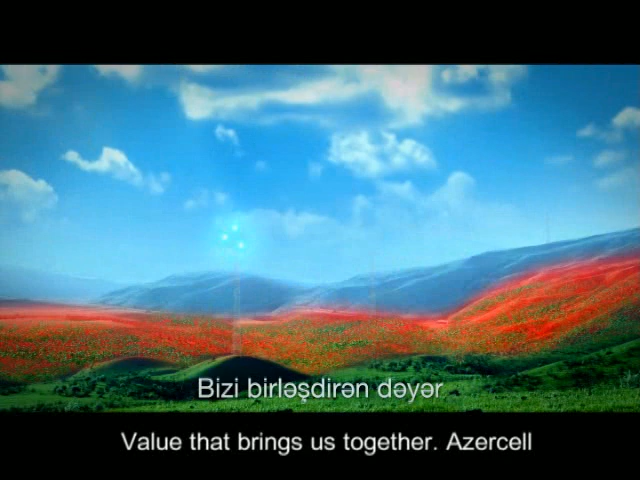 Bizi birləşdirən dəyər
Value that brings us together. Azercell